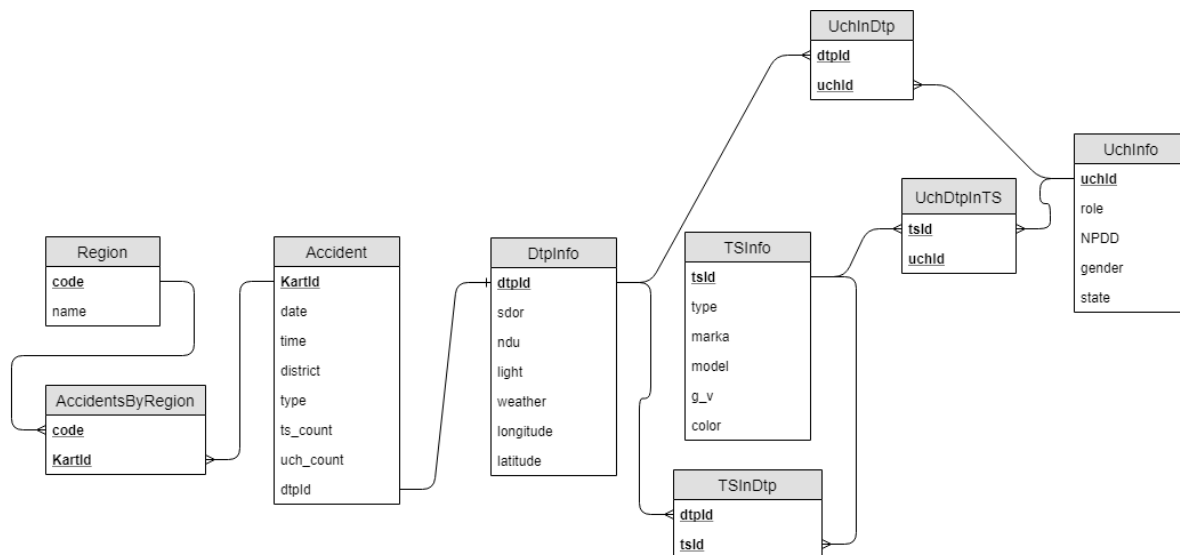 UchInDtp
dtpId
uchId
UchInfo
uchId
role
NPDD
gender
state
UchDtpInTS
tsId
uchId
Region
code
name
Accident
KartId
date
time
district
type
ts_count
uch_count
dtpId
DtpInfo
dtpId
sdor
ndu
light
weather
longitude
latitude
TSInfo
tsId
type
marka
model
g_v
color
AccidentsByRegion
code
KartId
TSInDtp
dtpId
tsId